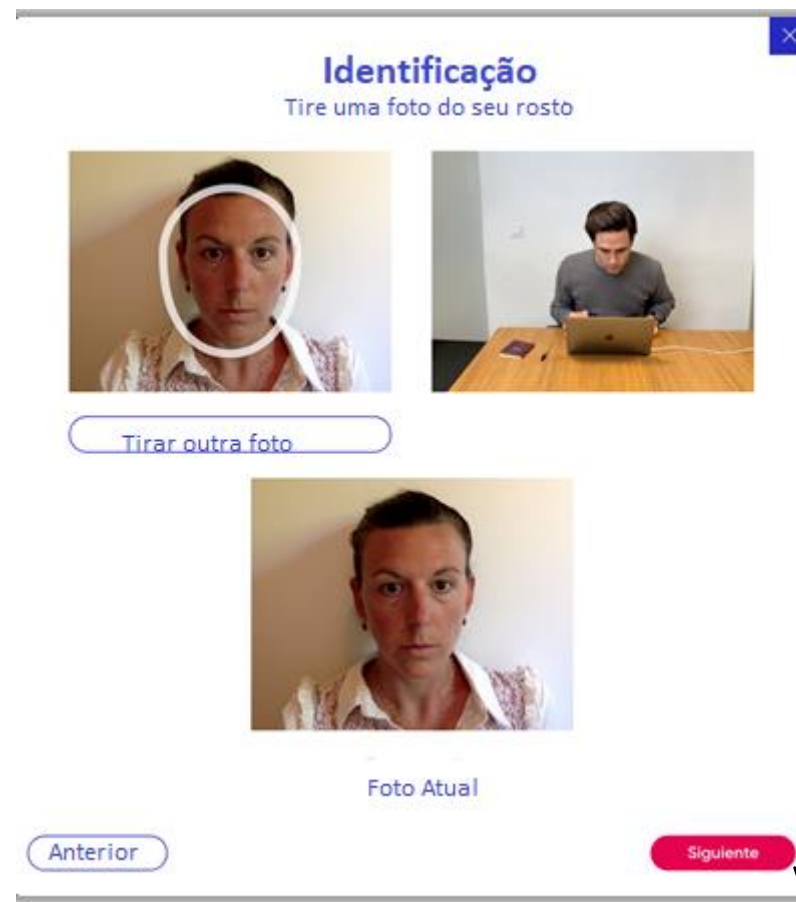 Identificação
Tire uma foto do seu rosto
Tirar outra foto
Foto Atual
Anterior
Siguiente